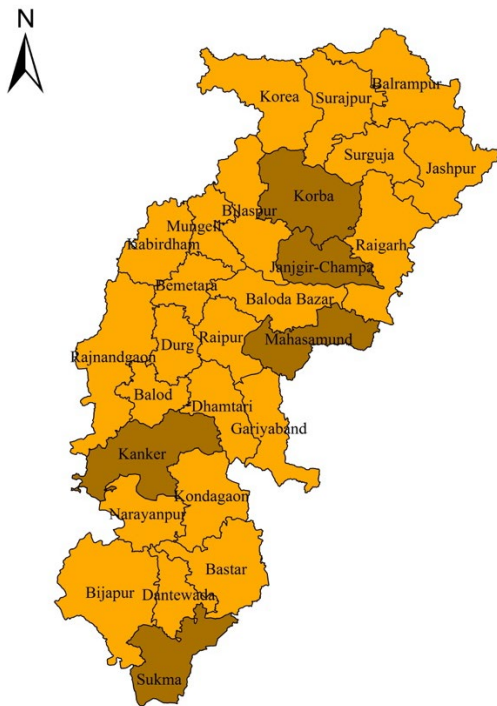 N
Balrampur
Korea
Surajpur
Surguja
Jashpur
Korba
Bilaspur
Mungeli
Kabirdham
Raigarh
Janjgir-Champa
Bemetara
Baloda Bazar
Mahasamund
Raipur
Durg
Rajnandgaon
Balod
Dhamtari
Gariyaband
Kanker
Kondagaon
Narayanpur
Bastar
Bijapur
Dantewada
Sukma